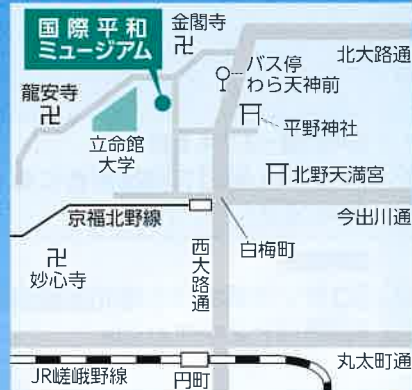 国際平和
ミュージアム
金閣寺
卍
北大路通
バス停
わら天神前
龍安寺
卍
平野神社
立命館
大学
北野天満宮
京福北野線
今出川通
白梅町
西大路通
卍
妙心寺
丸太町通
JR嵯峨野線
円町